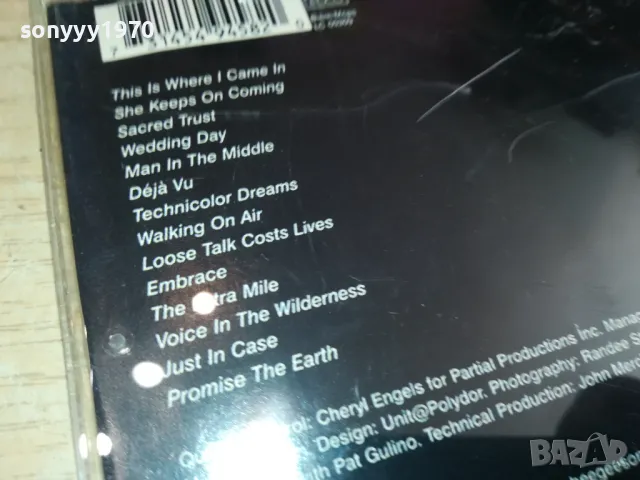 sonyyy1970
This Is Where I Came In
She Keeps On Coming
Sacred Trust
Wedding Day
Man In The Middle
Déjà Vu
Technicolor Dreams
Walking On Air
Loose Talk Costs Lives
Embrace
The Extra Mile
Voice In The Wilderness
Just In Case
Promise The Earth
Cheryl Engels for Partial Productions Inc.
Design: Unit@Polydor. Photography: Randee
Pat Gulino. Technical Production: John
BAZAR
bg